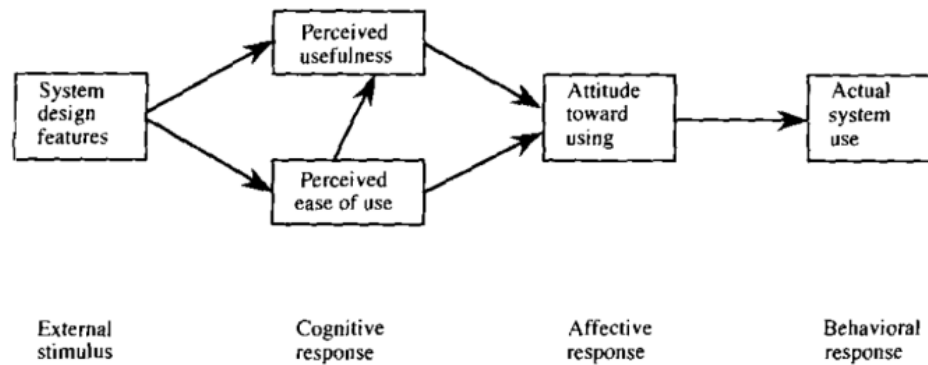 Perceived
usefulness
System
design
features
Perceived
ease of use
Attitude
toward
using
Actual
system
use
External
stimulus
Cognitive
response
Affective
response
Behavioral
response